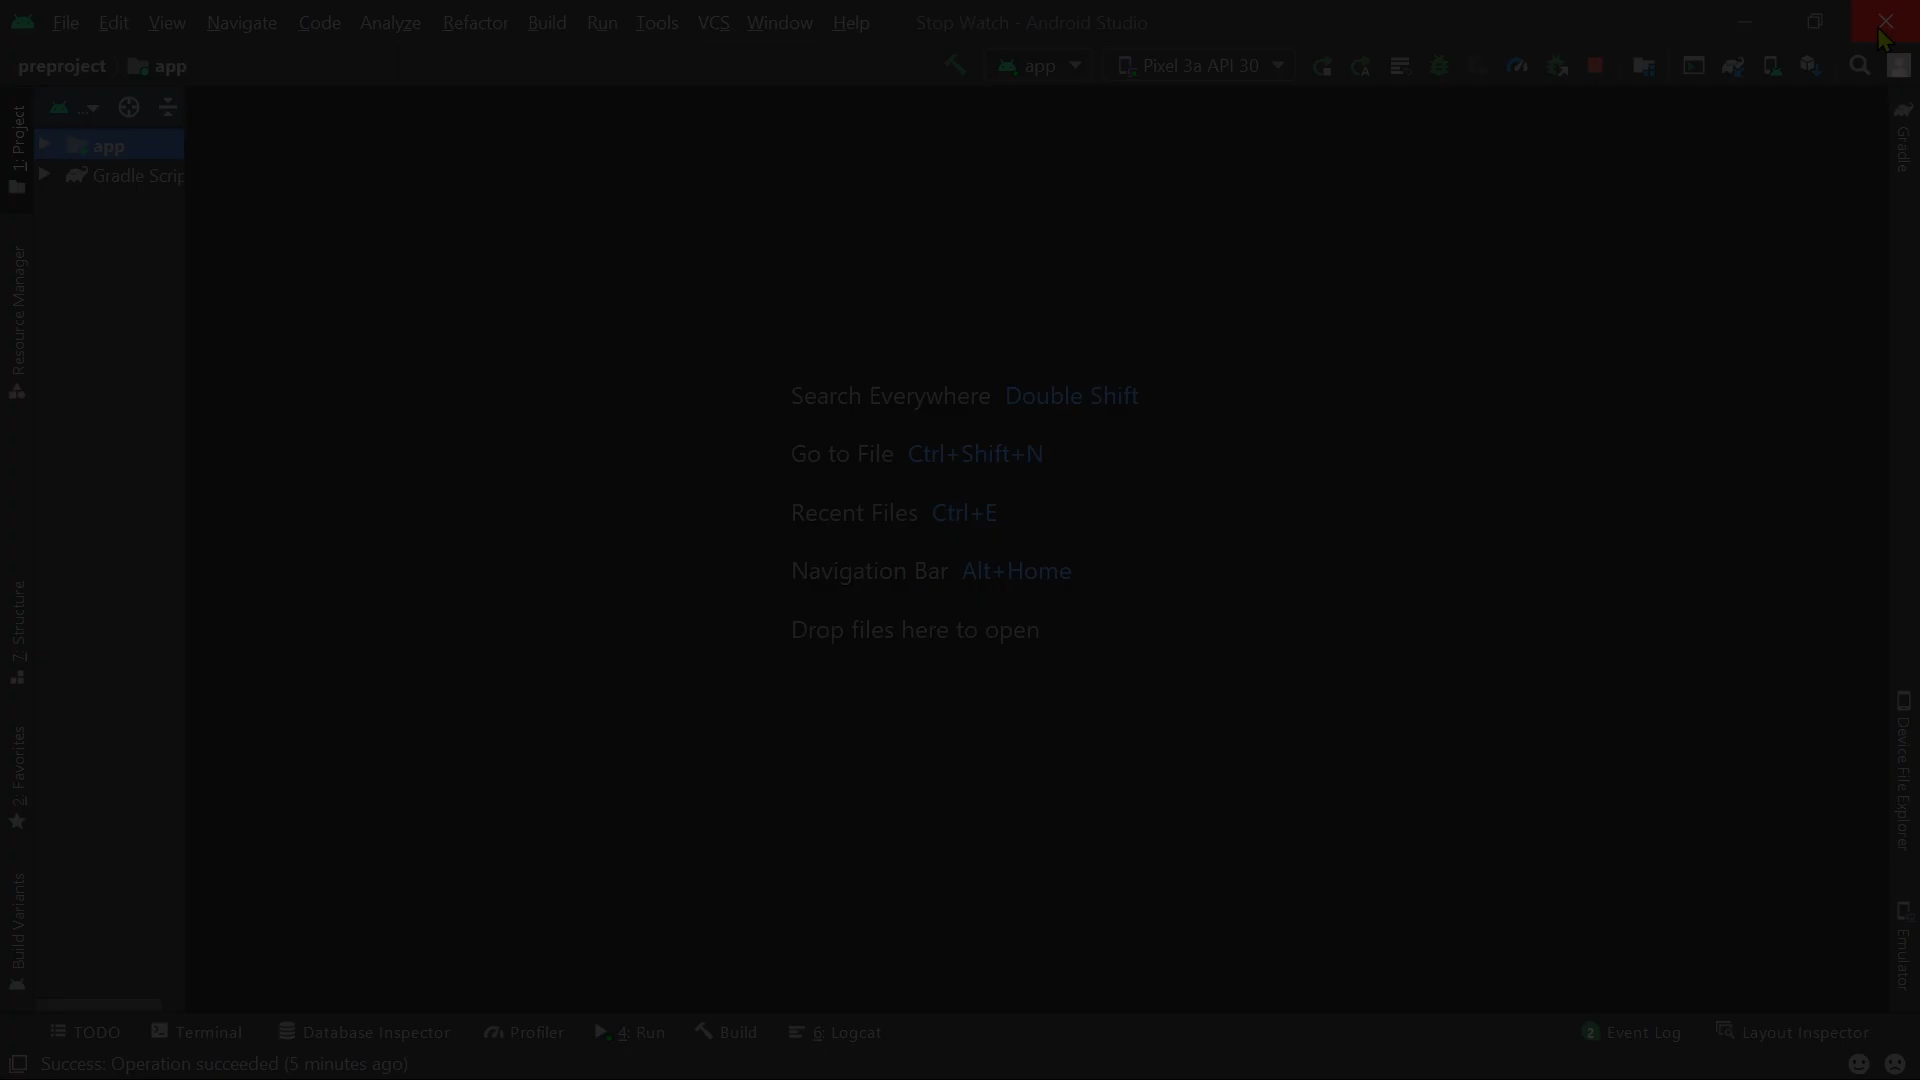 File Edit View Navigate Code Analyze Refactor Build Run Tools VCS Window Help Stop Watch - Android Studio
preproject app app Pixel 3a API 30
...
app
Gradle Scrip
1: Project
Resource Manager
7: Structure
2: Favorites
Build Variants
Search Everywhere Double Shift
Go to File Ctrl+Shift+N
Recent Files Ctrl+E
Navigation Bar Alt+Home
Drop files here to open
Gradle
Device File Explorer
Emulator
TODO Terminal Database Inspector Profiler 4: Run Build 6: Logcat 2 Event Log Layout Inspector
Success: Operation succeeded (5 minutes ago)